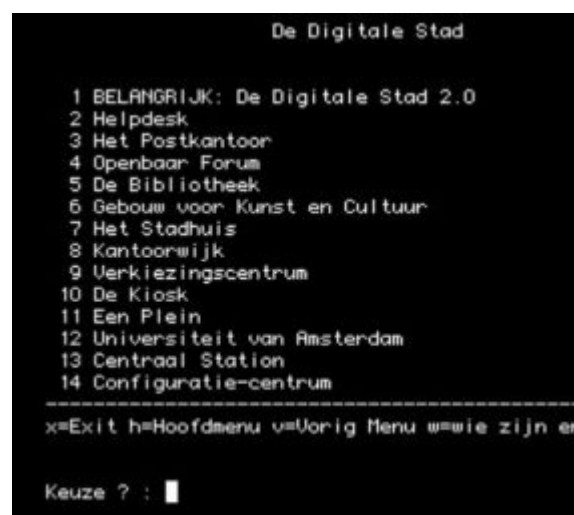 De Digitale Stad
1 BELANGRIJK: De Digitale Stad 2.0
2 Helpdesk
3 Het Postkantoor
4 Openbaar Forum
5 De Bibliotheek
6 Gebouw voor Kunst en Cultuur
7 Het Stadhuis
8 Kantoorwijk
9 Verkiezingscentrum
10 De Kiosk
11 Een Plein
12 Universiteit van Amsterdam
13 Centraal Station
14 Configuratie-centrum
x=Exit h=Hoofdmenu v=Vorig Menu w=wie zijn er
Keuze ? :